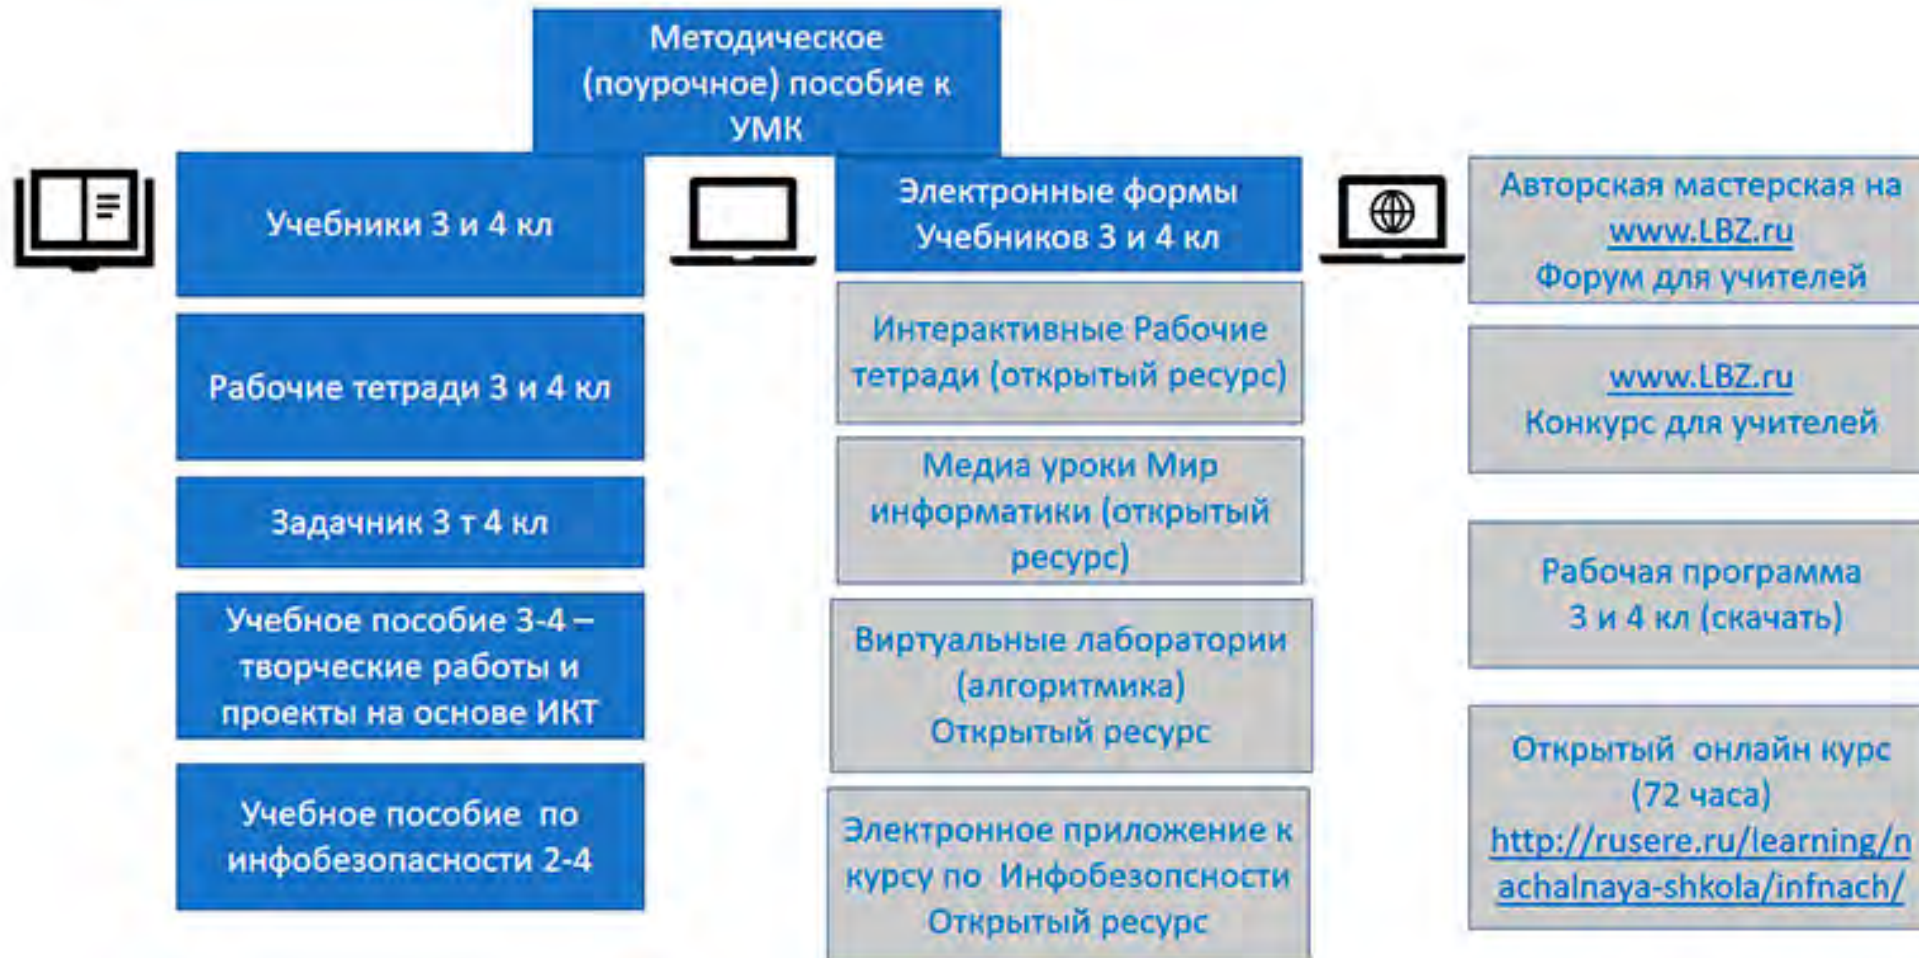 Методическое
(поурочное) пособие к
УМК
Учебники 3 и 4 кл
Рабочие тетради 3 и 4 кл
Задачник 3 т 4 кл
Учебное пособие 3-4 –
творческие работы и
проекты на основе ИКТ
Учебное пособие по
инфобезопасности 2-4
Электронные формы
Учебников 3 и 4 кл
Интерактивные Рабочие
тетради (открытый ресурс)
Медиа уроки Мир
информатики (открытый
ресурс)
Виртуальные лаборатории
(алгоритмика)
Открытый ресурс
Электронное приложение к
курсу по Инфобезопсности
Открытый ресурс
Авторская мастерская на
www.LBZ.ru
Форум для учителей
www.LBZ.ru
Конкурс для учителей
Рабочая программа
3 и 4 кл (скачать)
Открытый онлайн курс
(72 часа)
http://rusere.ru/learning/n
achalnaya-shkola/infnach/